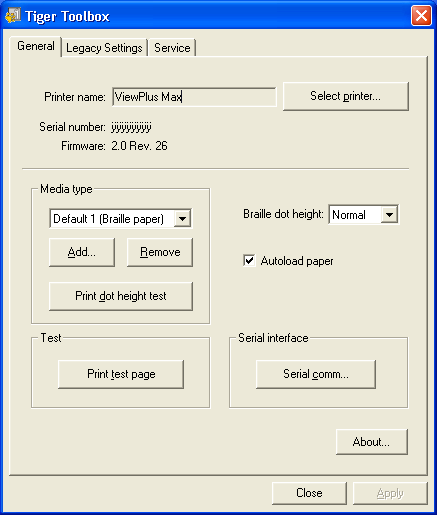 Tiger Toolbox
General Legacy Settings Service
Printer name: ViewPlus Max Select printer...
Serial number: ÿÿÿÿÿÿÿÿÿÿ
Firmware: 2.0 Rev. 26
Media type
Default 1 (Braille paper)
Braille dot height: Normal
Add... Remove
Autoload paper
Print dot height test
Test
Print test page
Serial interface
Serial comm...
About...
Close Apply